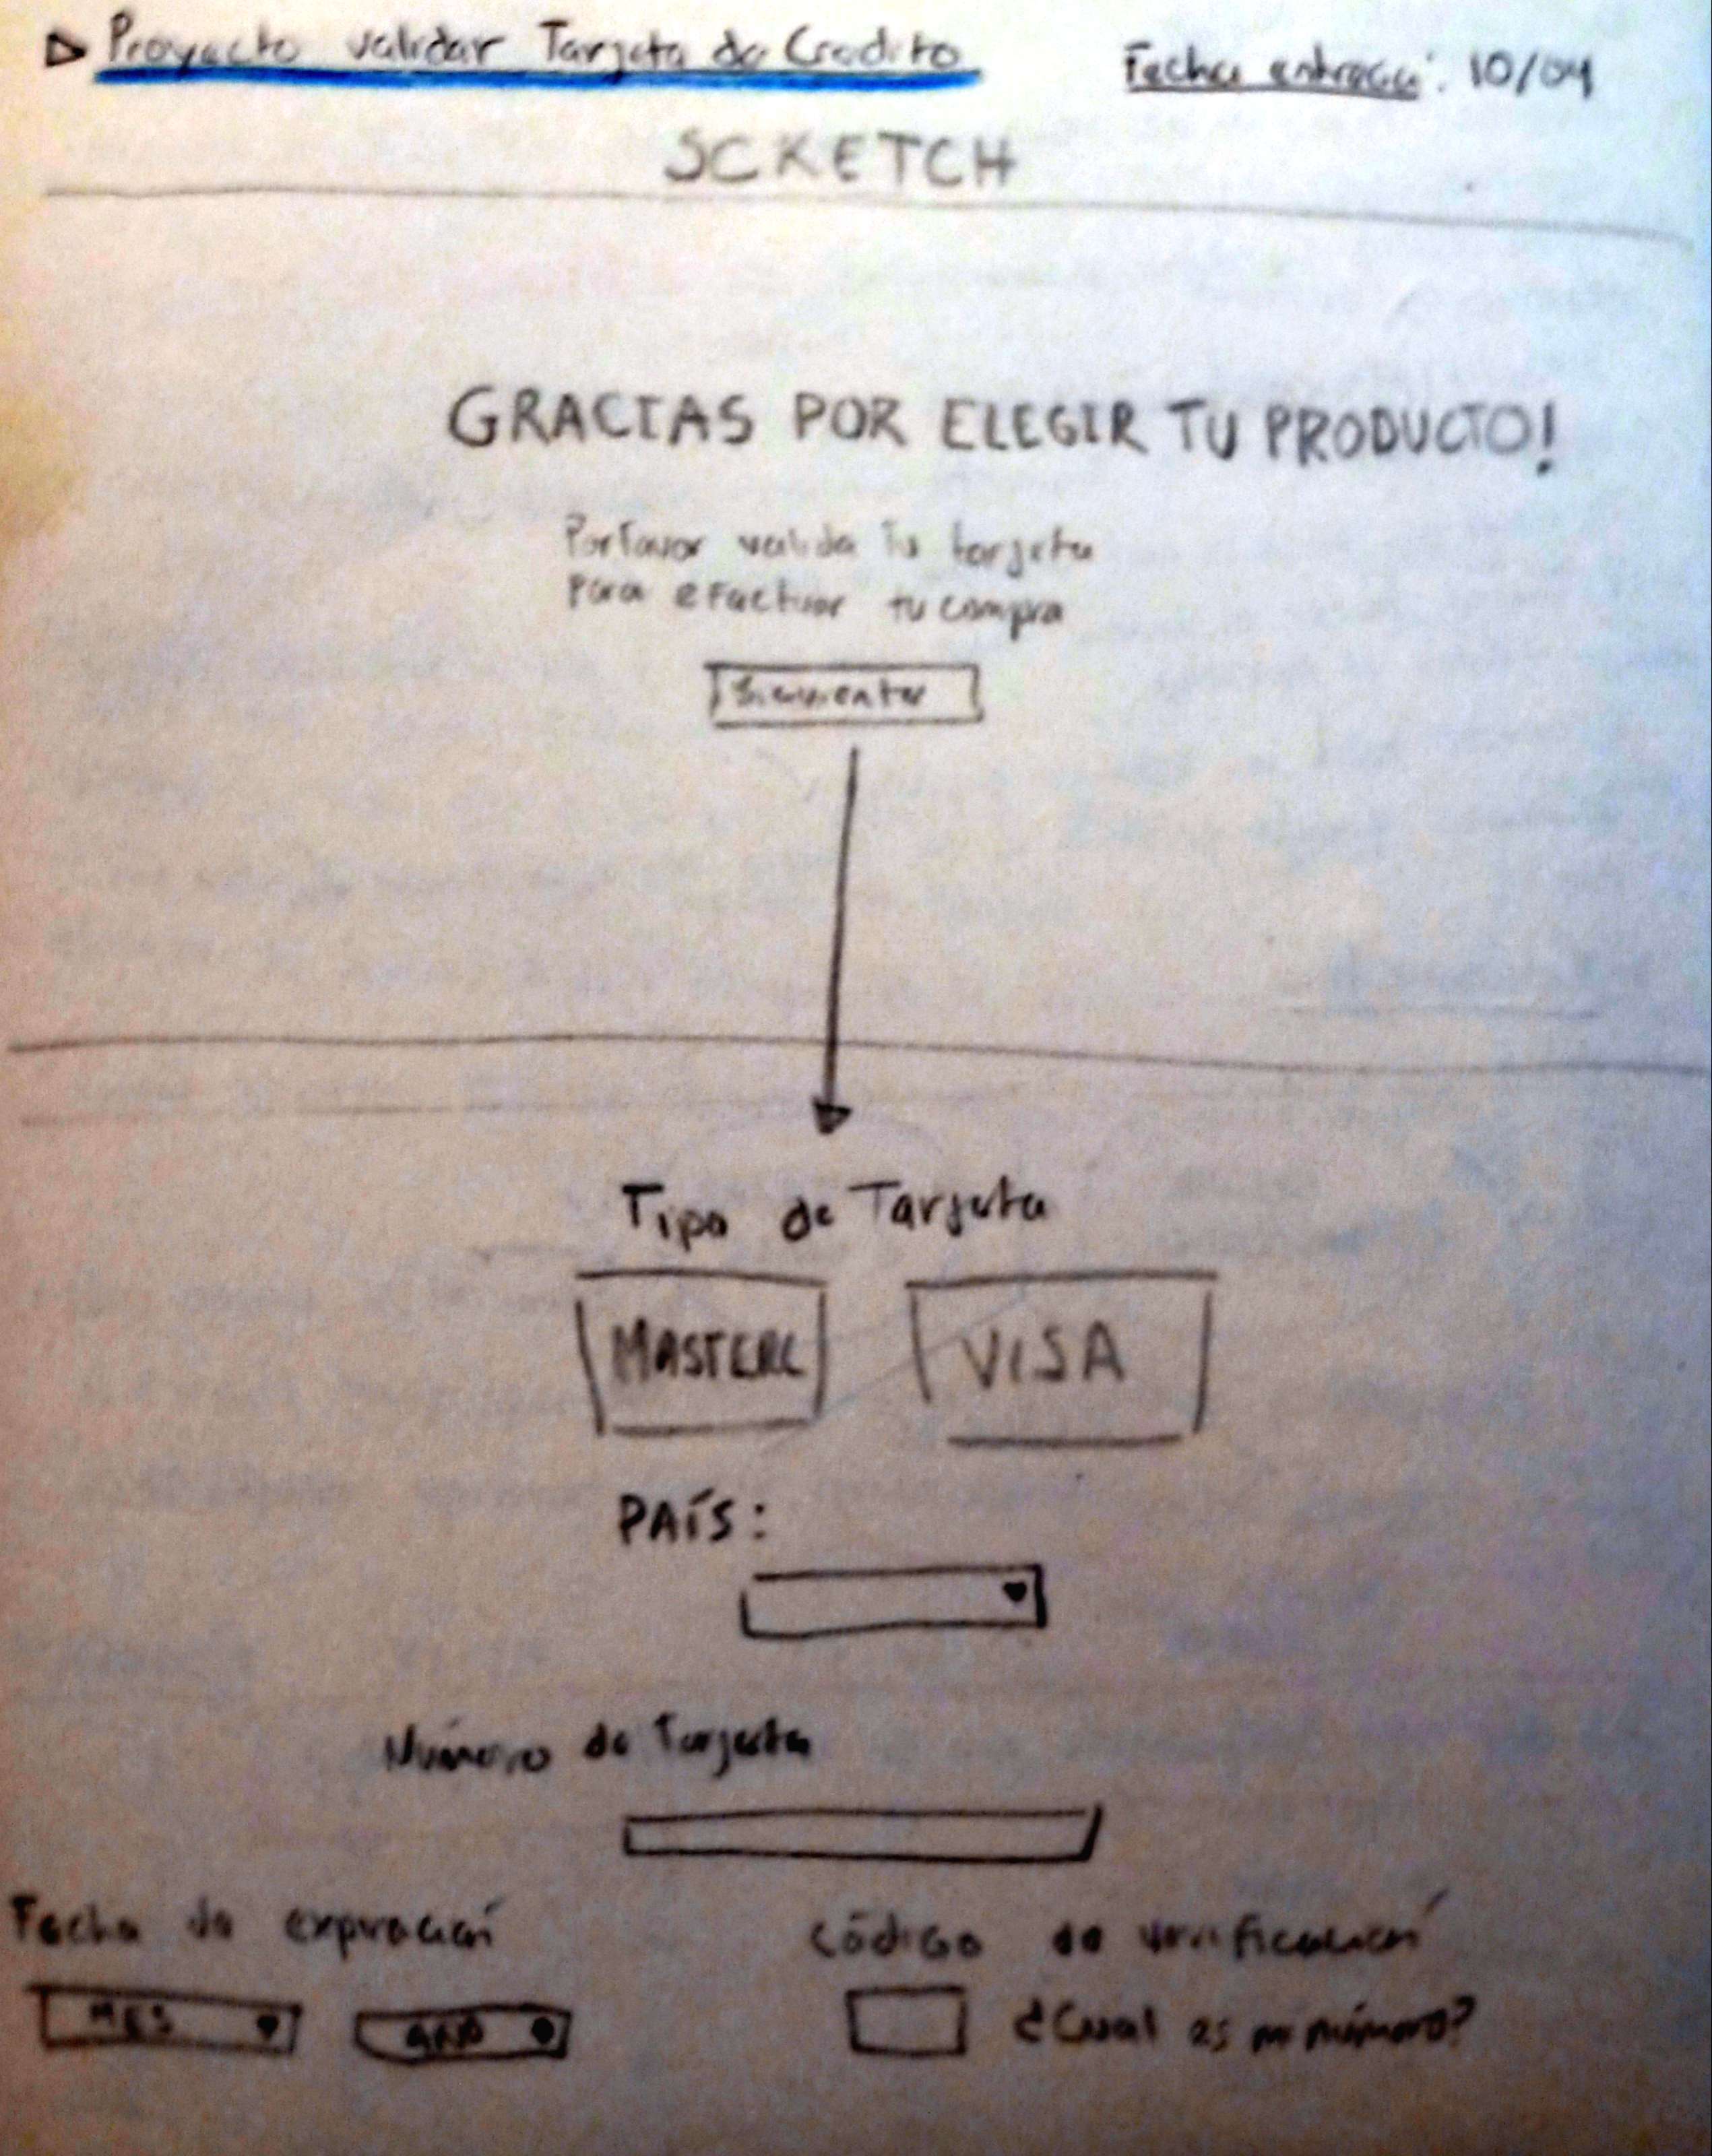 Proyecto validar Tarjeta de Credito
Fecha entrega: 10/04
SCKETCH
GRACIAS POR ELEGIR TU PRODUCTO!
Porfavor valida tu tarjeta
Para efectuar tu compra
Siguiente
Tipo de Tarjeta
MASTERC VISA
PAÍS:
Número de Tarjeta
Fecha de expiración Código de verificación
MES AÑO ¿Cual es mi número?